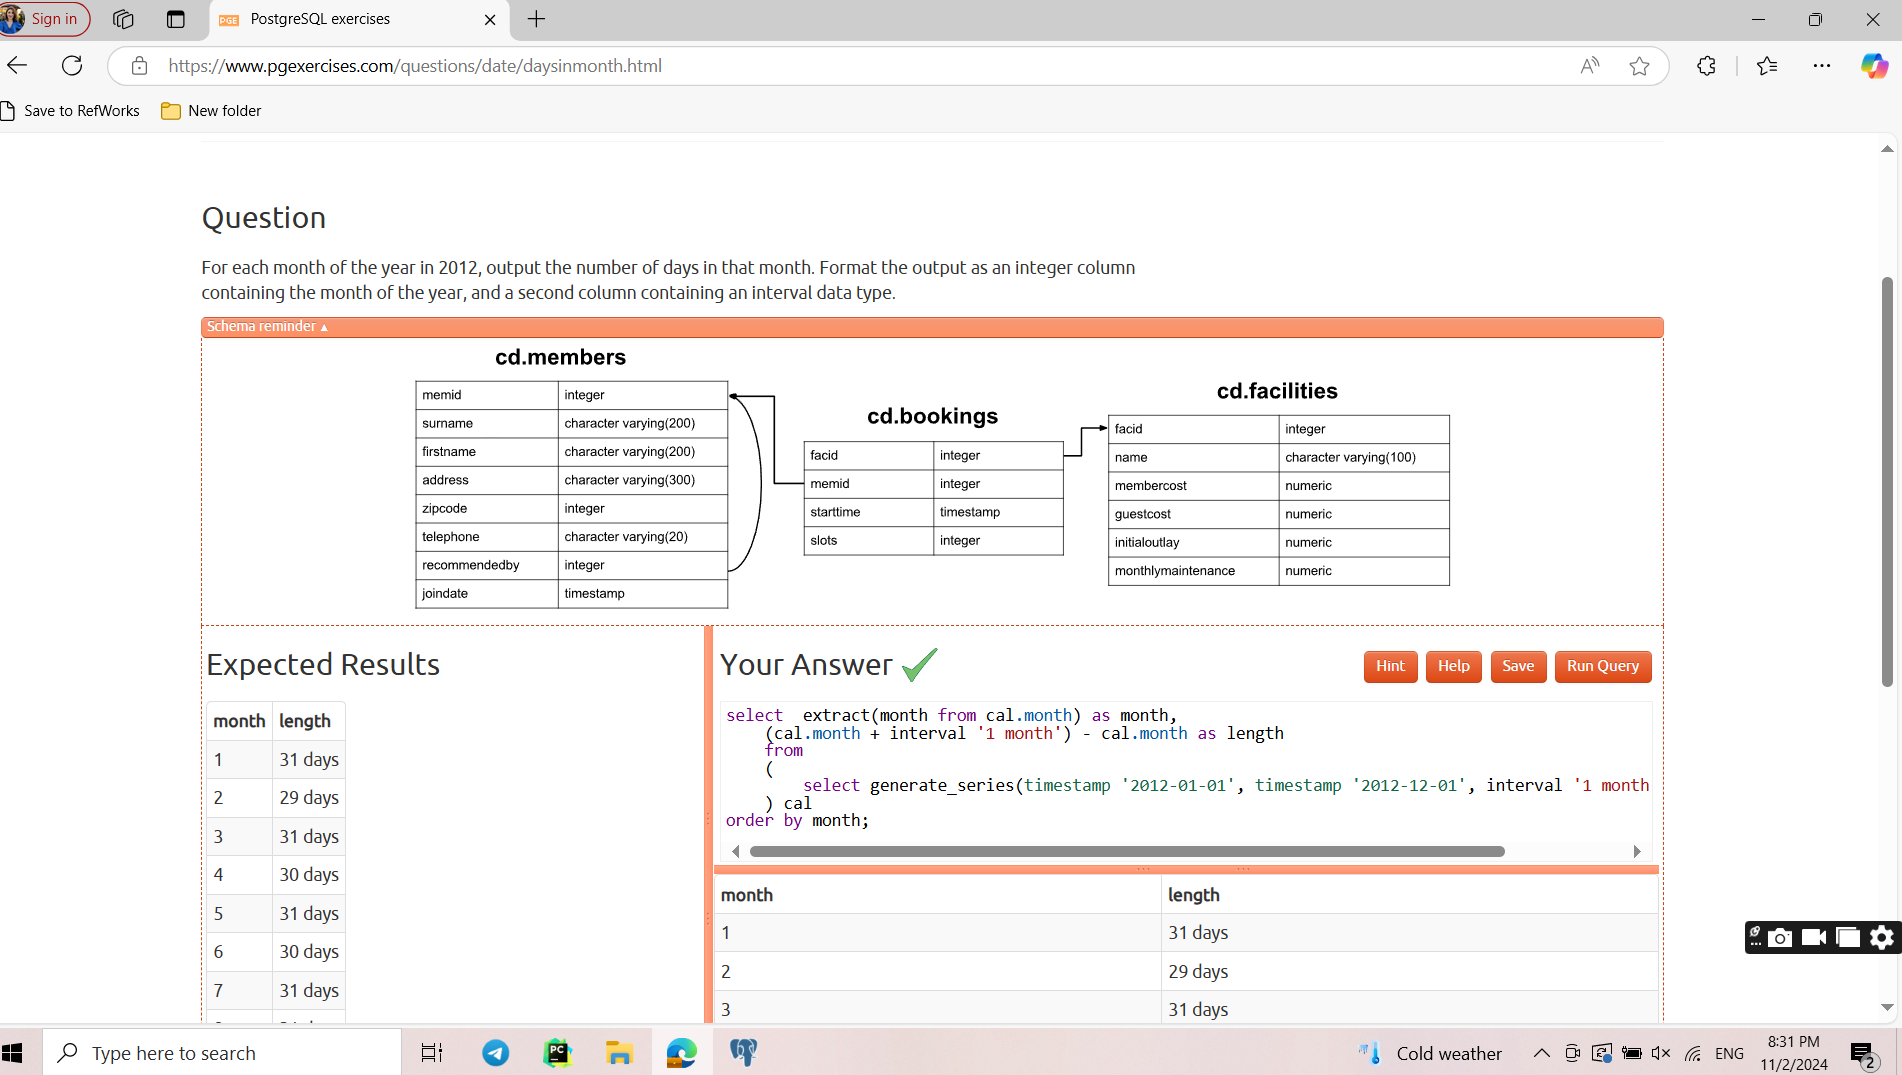 Sign in
PGE PostgreSQL exercises
https://www.pgexercises.com/questions/date/daysinmonth.html
Save to RefWorks New folder
Question
For each month of the year in 2012, output the number of days in that month. Format the output as an integer column
containing the month of the year, and a second column containing an interval data type.
Schema reminder ▲
cd.members
memid integer
surname character varying(200)
firstname character varying(200)
address character varying(300)
zipcode integer
telephone character varying(20)
recommendedby integer
joindate timestamp
cd.bookings
facid integer
memid integer
starttime timestamp
slots integer
cd.facilities
facid integer
name character varying(100)
membercost numeric
guestcost numeric
initialoutlay numeric
monthlymaintenance numeric
Expected Results
month length
1 31 days
2 29 days
3 31 days
4 30 days
5 31 days
6 30 days
7 31 days
Your Answer
Hint Help Save Run Query
select  extract(month from cal.month) as month,
(cal.month + interval '1 month') - cal.month as length
from
(
select generate_series(timestamp '2012-01-01', timestamp '2012-12-01', interval '1 month
) cal
order by month;
month length
1 31 days
2 29 days
3 31 days
Type here to search
PC
Cold weather
ENG
8:31 PM
11/2/2024
2